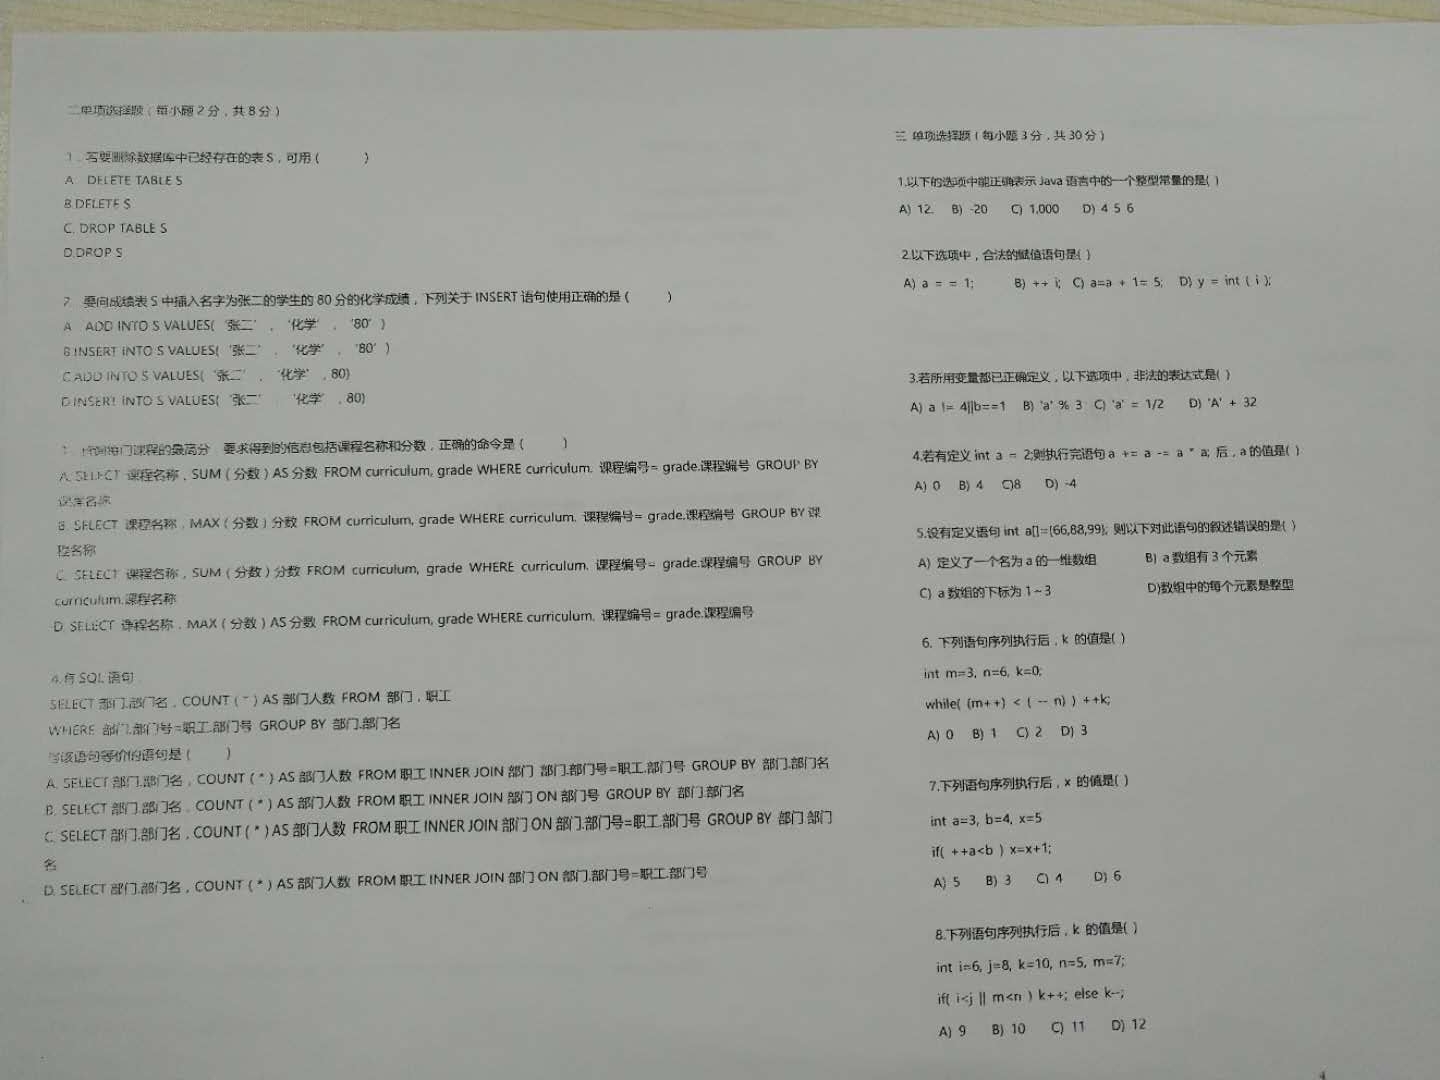 二单项选择题（每小题2分，共8分）
1．若要删除数据库中已经存在的表S，可用（　　）
A．DELETE TABLE S
B.DELETE S
C. DROP TABLE S
D.DROP S
2．要向成绩表S中插入名字为张二的学生的80分的化学成绩，下列关于INSERT语句使用正确的是（　　）
A．ADD INTO S VALUES(‘张二’，‘化学’，‘80’)
B.INSERT INTO S VALUES(‘张二’，‘化学’，‘80’)
C.ADD INTO S VALUES(‘张二’，‘化学’，80)
D.INSERT INTO S VALUES(‘张二’，‘化学’，80)
每门课程的最高分　要求得到的信息包括课程名称和分数，正确的命令是（　　）
A. SELECT 课程名称，SUM（分数）AS 分数 FROM curriculum, grade WHERE curriculum. 课程编号= grade.课程编号 GROUP BY
课程名称
B. SELECT 课程名称，MAX（分数）分数 FROM curriculum, grade WHERE curriculum. 课程编号= grade.课程编号 GROUP BY 课
程名称
C. SELECT 课程名称，SUM（分数）分数 FROM curriculum, grade WHERE curriculum. 课程编号= grade.课程编号 GROUP BY
curriculum.课程名称
D. SELECT 课程名称，MAX（分数）AS 分数 FROM curriculum, grade WHERE curriculum. 课程编号= grade.课程编号
4.有SQL语句
SELECT 部门.部门名，COUNT（*）AS 部门人数 FROM 部门，职工
WHERE 部门.部门号=职工.部门号 GROUP BY 部门.部门名
与该语句等价的语句是（　　）
A. SELECT 部门.部门名，COUNT（*）AS 部门人数 FROM 职工 INNER JOIN 部门 部门.部门号=职工.部门号 GROUP BY 部门.部门名
B. SELECT 部门.部门名，COUNT（*）AS 部门人数 FROM 职工 INNER JOIN 部门 ON 部门号 GROUP BY 部门.部门名
C. SELECT 部门.部门名，COUNT（*）AS 部门人数 FROM 职工 INNER JOIN 部门 ON 部门.部门号=职工.部门号 GROUP BY 部门.部门
名
D. SELECT 部门.部门名，COUNT（*）AS 部门人数 FROM 职工 INNER JOIN 部门 ON 部门.部门号=职工.部门号
三 单项选择题（每小题3分，共30分）
1.以下的选项中能正确表示 Java 语言中的一个整型常量的是( )
A) 12. B) -20 C) 1,000 D) 4 5 6
2.以下选项中，合法的赋值语句是( )
A) a = = 1; B) ++ i; C) a=a + 1= 5; D) y = int ( i );
3.若所用变量都已正确定义，以下选项中，非法的表达式是( )
A) a != 4||b==1 B) 'a' % 3 C) 'a' = 1/2 D) 'A' + 32
4.若有定义 int a = 2;则执行完语句 a += a -= a * a; 后，a 的值是( )
A) 0 B) 4 C)8 D) -4
5.设有定义语句 int a[]={66,88,99}; 则以下对此语句的叙述错误的是( )
A) 定义了一个名为 a 的一维数组 B) a 数组有 3 个元素
C) a 数组的下标为 1～3 D)数组中的每个元素是整型
6. 下列语句序列执行后，k 的值是( )
int m=3, n=6, k=0;
while( (m++) < ( -- n) ) ++k;
A) 0 B) 1 C) 2 D) 3
7.下列语句序列执行后，x 的值是( )
int a=3, b=4, x=5
if( ++a<b ) x=x+1;
A) 5 B) 3 C) 4 D) 6
8.下列语句序列执行后，k 的值是( )
int i=6, j=8, k=10, n=5, m=7;
if( i<j || m<n ) k++; else k--;
A) 9 B) 10 C) 11 D) 12
4